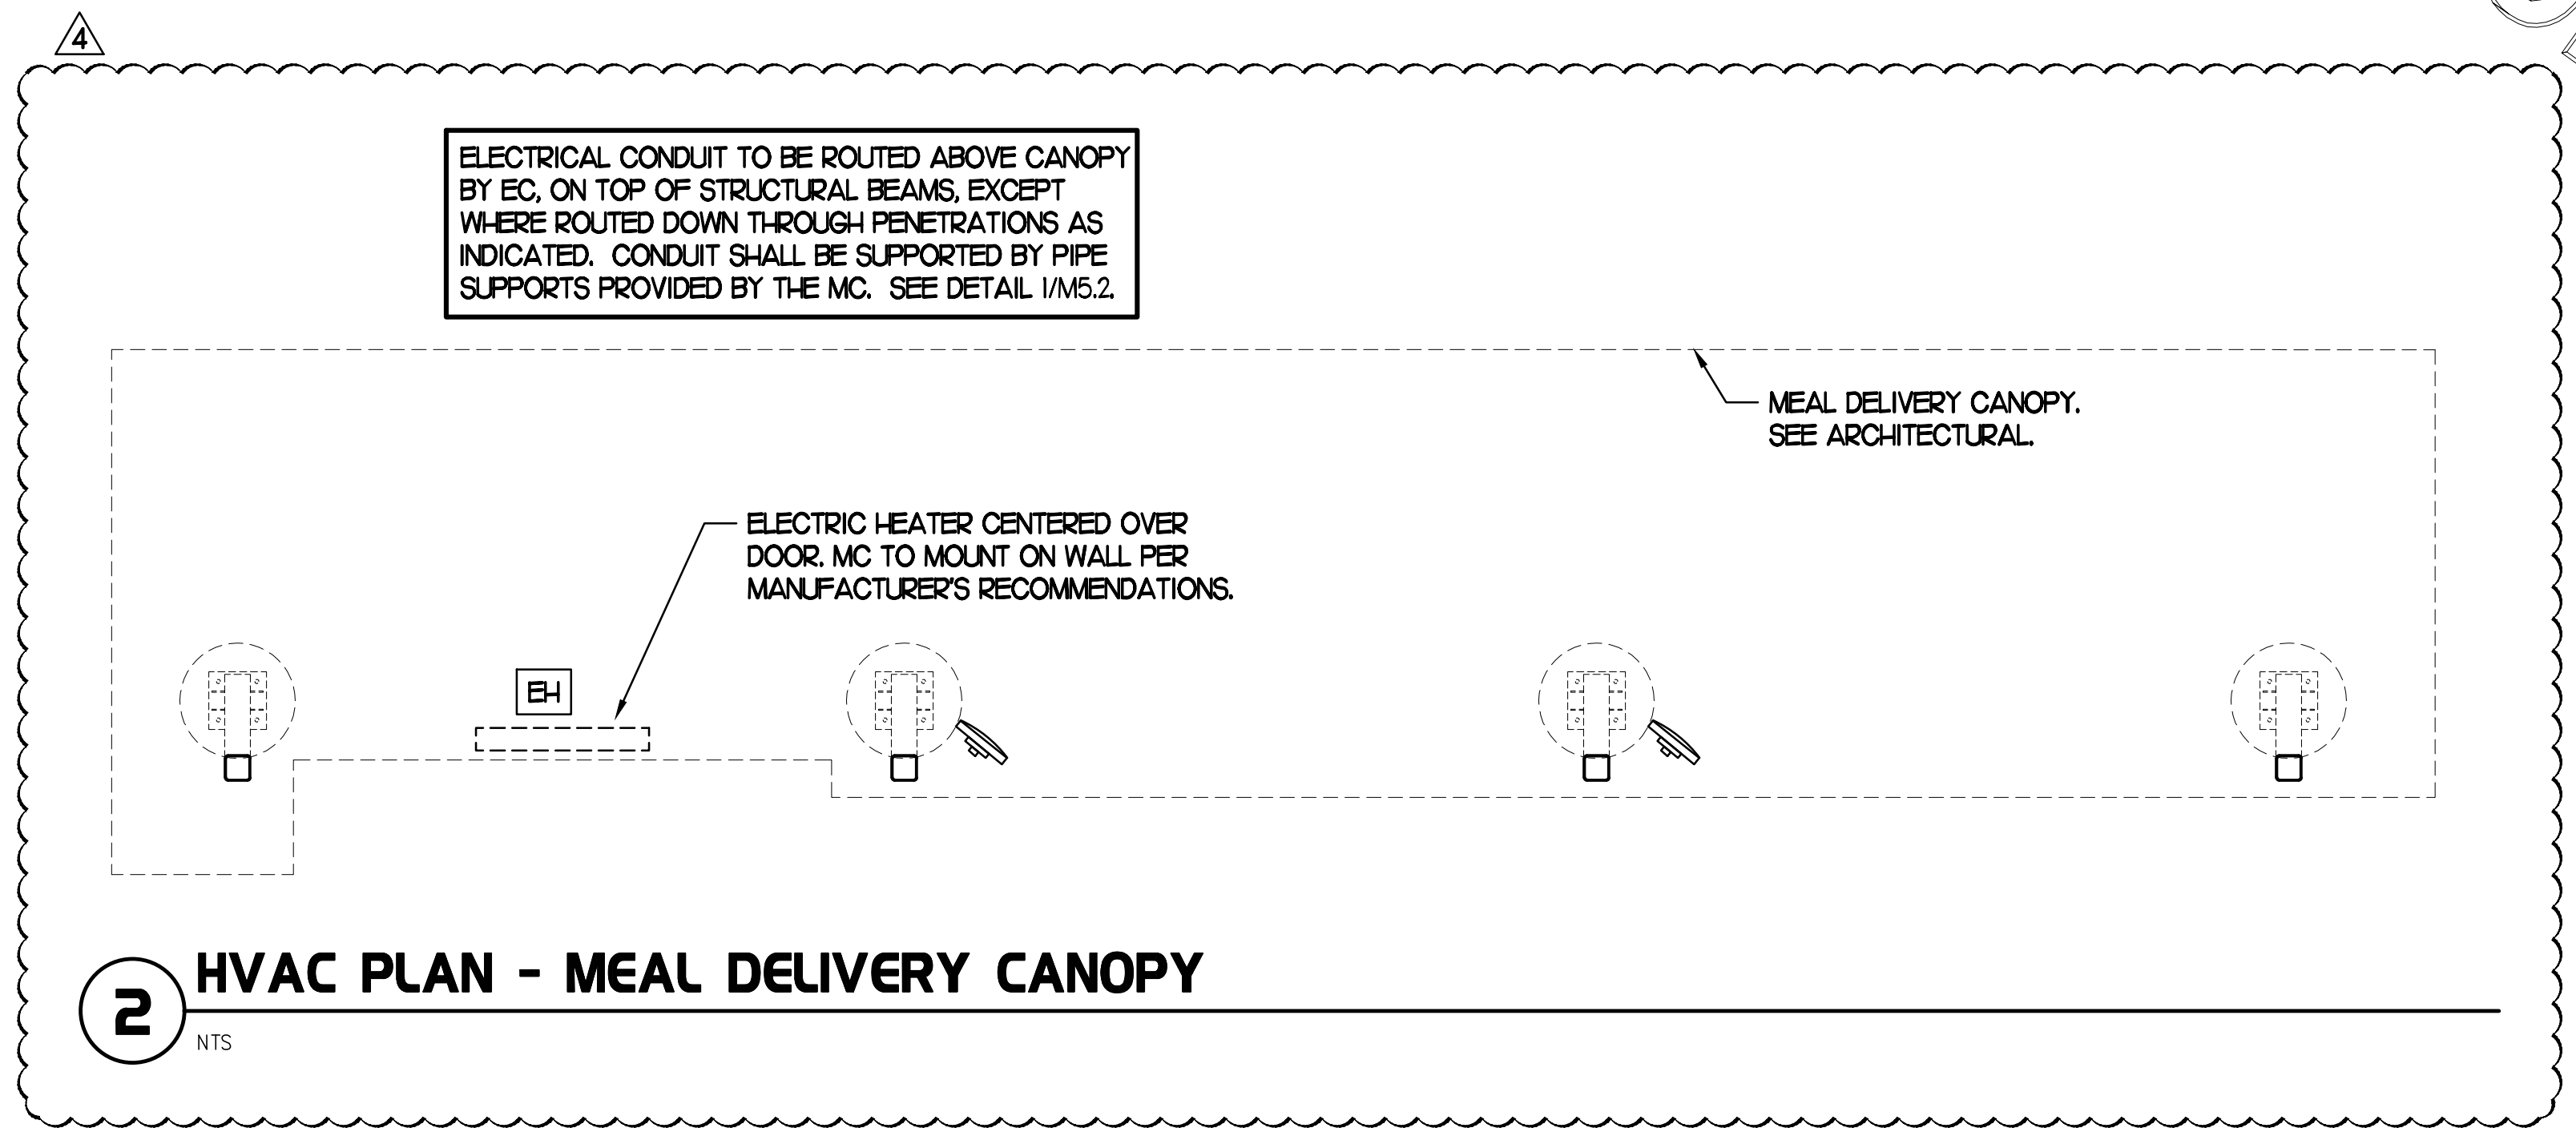 4
ELECTRICAL CONDUIT TO BE ROUTED ABOVE CANOPY
BY EC, ON TOP OF STRUCTURAL BEAMS, EXCEPT
WHERE ROUTED DOWN THROUGH PENETRATIONS AS
INDICATED. CONDUIT SHALL BE SUPPORTED BY PIPE
SUPPORTS PROVIDED BY THE MC. SEE DETAIL 1/M5.2.
MEAL DELIVERY CANOPY.
SEE ARCHITECTURAL.
ELECTRIC HEATER CENTERED OVER
DOOR. MC TO MOUNT ON WALL PER
MANUFACTURER'S RECOMMENDATIONS.
EH
HVAC PLAN - MEAL DELIVERY CANOPY
2
NTS